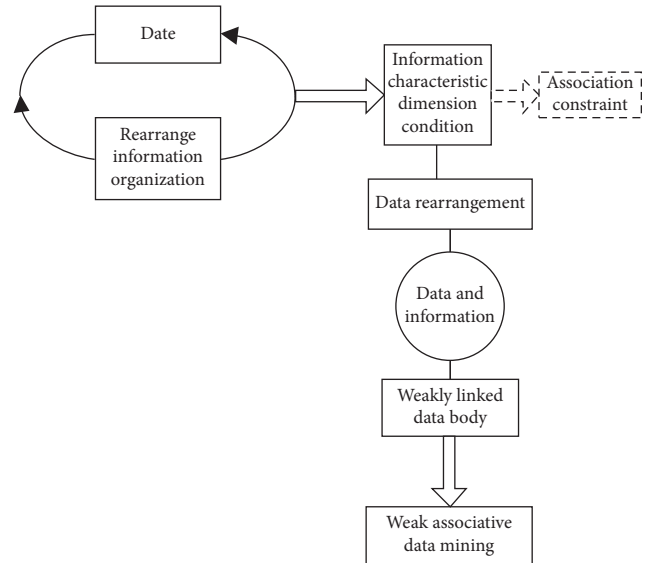 Date
Rearrange
information
organization
Information
characteristic
dimension
condition
Association
constraint
Data rearrangement
Data and
information
Weakly linked
data body
Weak associative
data mining